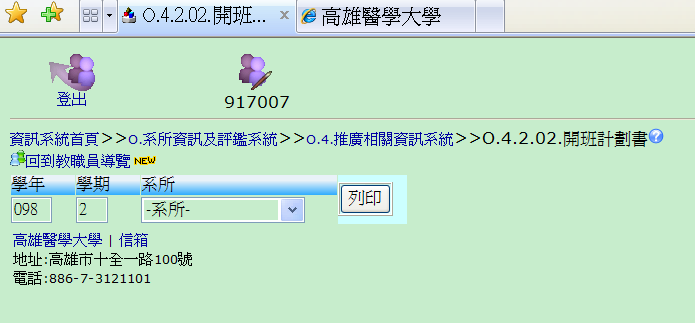 O.4.2.02.開班... x 高雄醫學大學
登出 917007
資訊系統首頁>>O.系所資訊及評鑑系統>>O.4.推廣相關資訊系統>>O.4.2.02.開班計劃書?
回到教職員導覽 NEW
學年 學期 系所
098 2 -系所- 列印
高雄醫學大學 | 信箱
地址:高雄市十全一路100號
電話:886-7-3121101